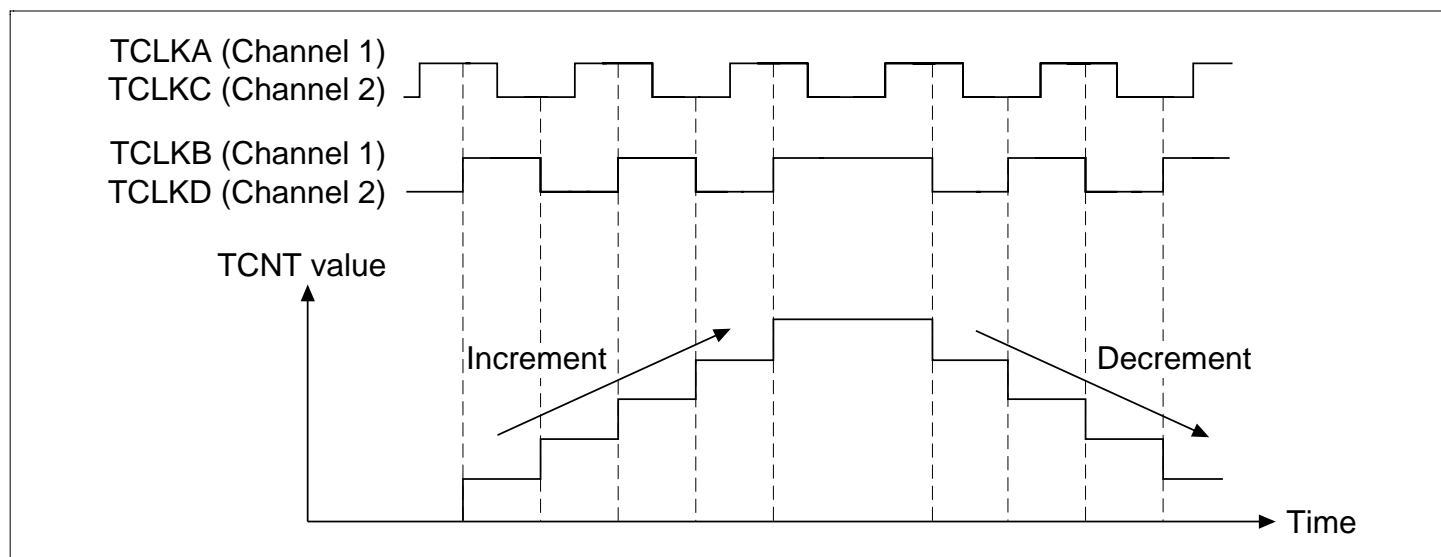 TCLKA (Channel 1)
TCLKC (Channel 2)
TCLKB (Channel 1)
TCLKD (Channel 2)
TCNT value
Increment
Decrement
Time